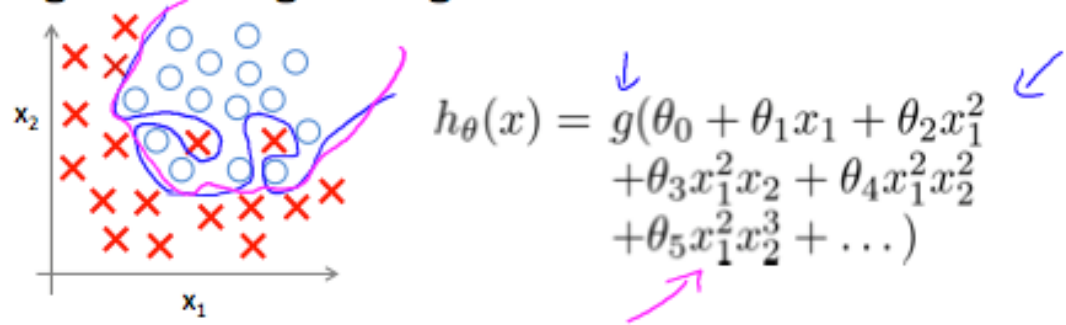 x₂
x₁
h_θ(x) = g(θ₀ + θ₁x₁ + θ₂x₁²
+θ₃x₁²x₂ + θ₄x₁²x₂²
+θ₅x₁²x₂³ + ...)